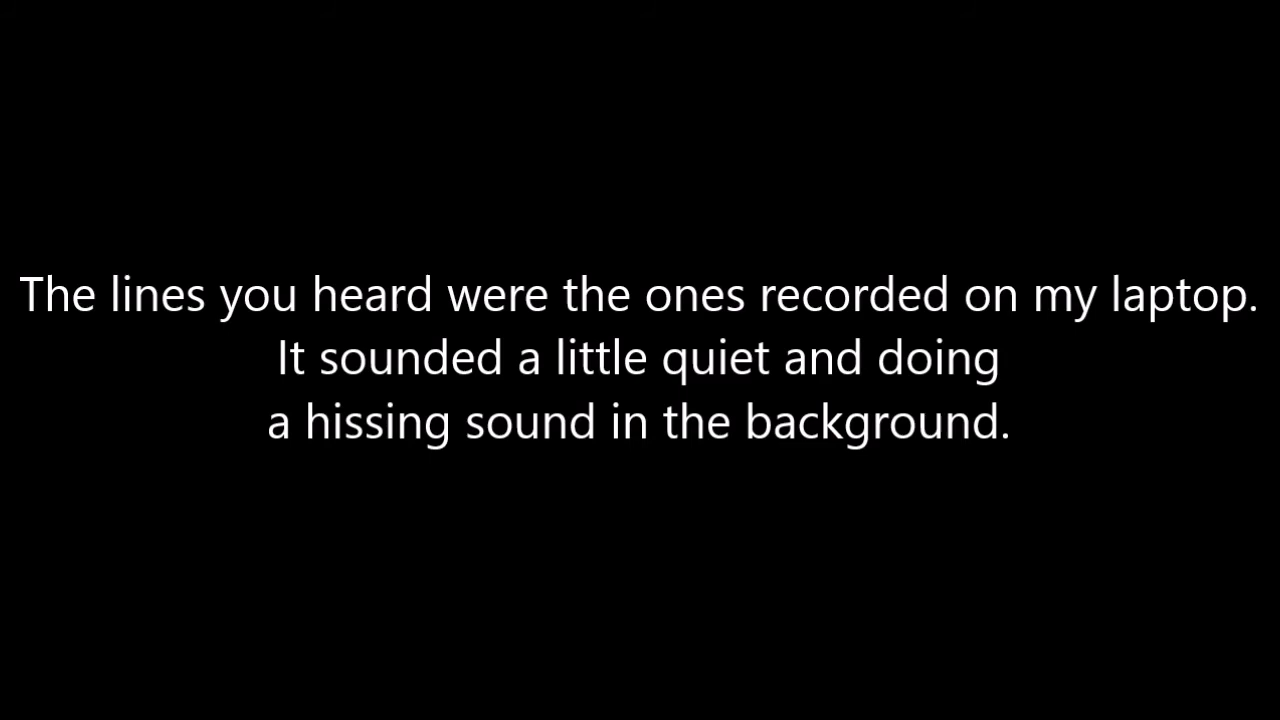 The lines you heard were the ones recorded on my laptop.
It sounded a little quiet and doing
a hissing sound in the background.